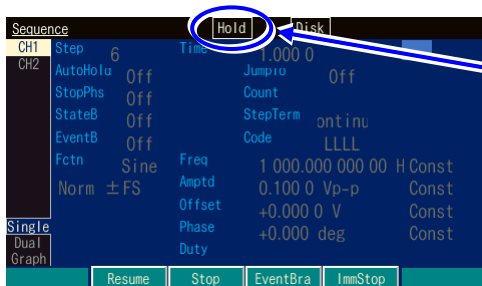 Sequence Hold Disk
CH1 Step 6 Time 1.000 0
CH2 AutoHold Off JumpTo Off
StopPhs Off Count
StateB Off StepTerm ontinu
EventB Off Code LLLL
Fctn Sine Freq 1 000.000 000 00 H Const
Norm ±FS Amptd 0.100 0 Vp-p Const
Offset +0.000 0 V Const
Single Phase +0.000 deg Const
Dual Duty
Graph
Resume Stop EventBra ImmStop